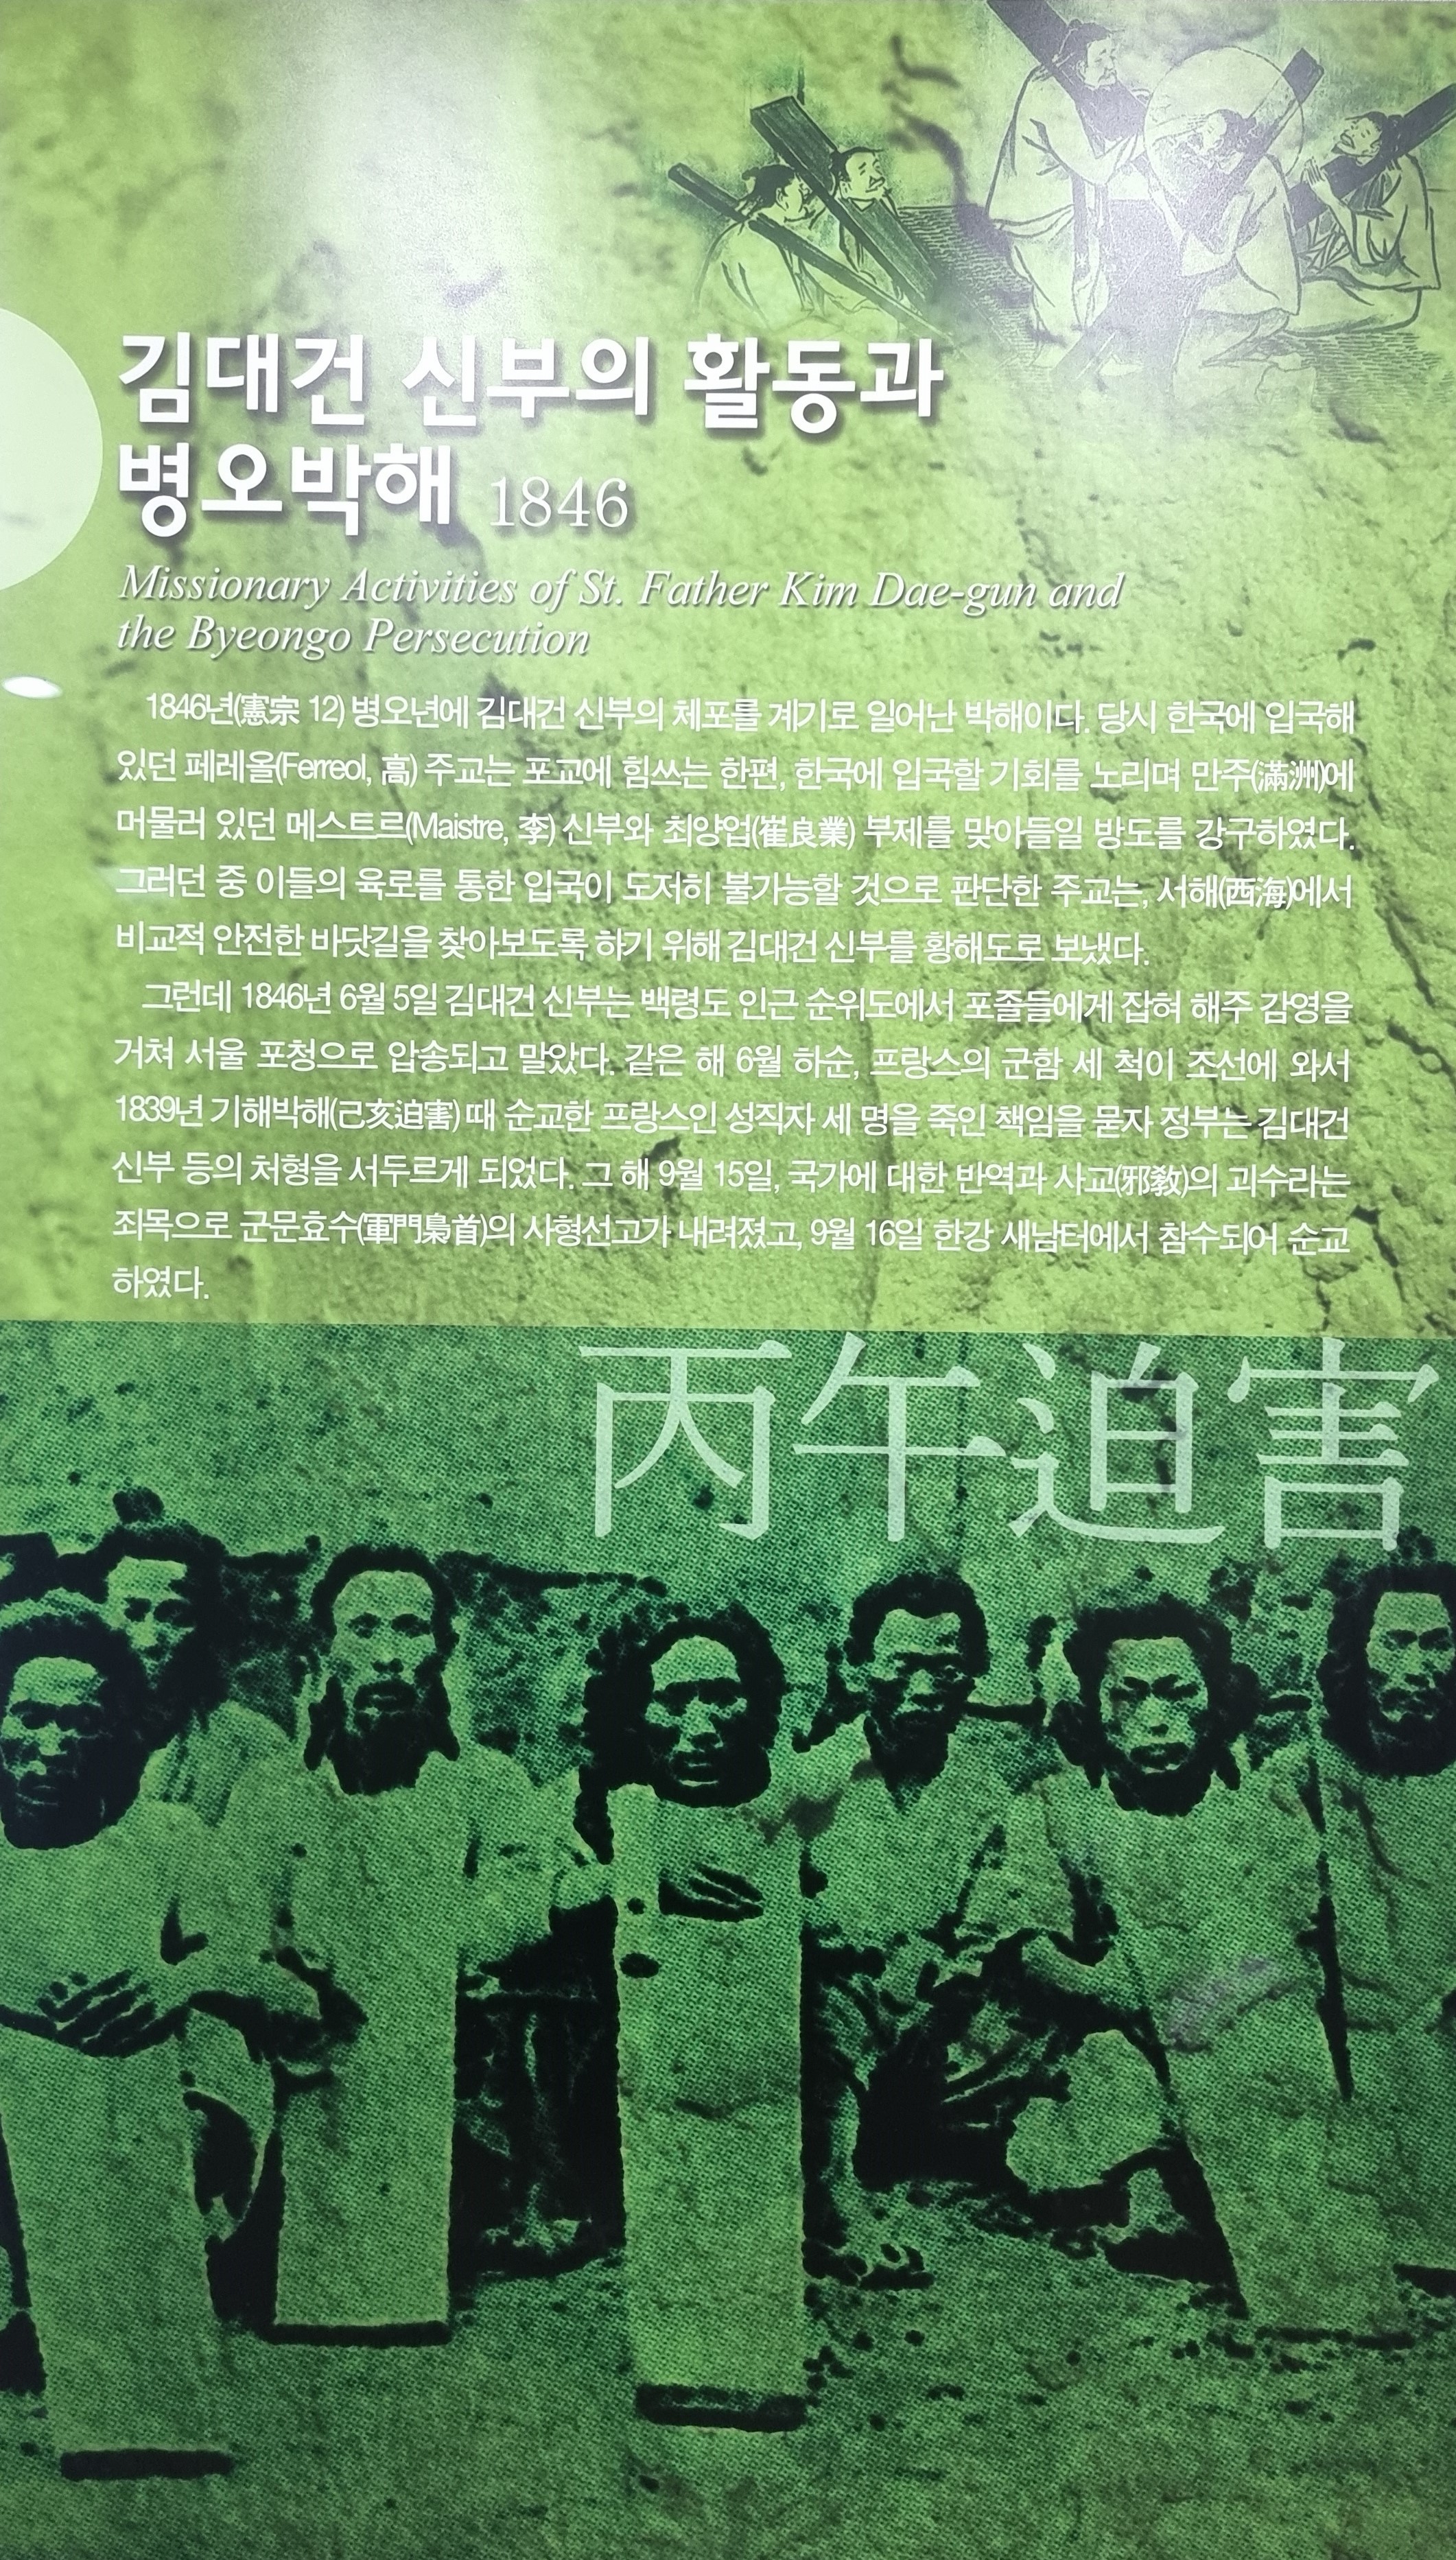 김대건 신부의 활동과
병오박해 1846
Missionary Activities of St. Father Kim Dae-gun and
the Byeongo Persecution
1846년(憲宗 12) 병오년에 김대건 신부의 체포를 계기로 일어난 박해이다. 당시 한국에 입국해
있던 페레올(Ferreol, 高) 주교는 포교에 힘쓰는 한편, 한국에 입국할 기회를 노리며 만주(滿洲)에
머물러 있던 메스트르(Maistre, 李) 신부와 최양업(崔良業) 부제를 맞아들일 방도를 강구하였다.
그러던 중 이들의 육로를 통한 입국이 도저히 불가능할 것으로 판단한 주교는, 서해(西海)에서
비교적 안전한 바닷길을 찾아보도록 하기 위해 김대건 신부를 황해도로 보냈다.
그런데 1846년 6월 5일 김대건 신부는 백령도 인근 순위도에서 포졸들에게 잡혀 해주 감영을
거쳐 서울 포청으로 압송되고 말았다. 같은 해 6월 하순, 프랑스의 군함 세 척이 조선에 와서
1839년 기해박해(己亥迫害) 때 순교한 프랑스인 성직자 세 명을 죽인 책임을 묻자 정부는 김대건
신부 등의 처형을 서두르게 되었다. 그 해 9월 15일, 국가에 대한 반역과 사교(邪敎)의 괴수라는
죄목으로 군문효수(軍門梟首)의 사형선고가 내려졌고, 9월 16일 한강 새남터에서 참수되어 순교
하였다.
丙午迫害